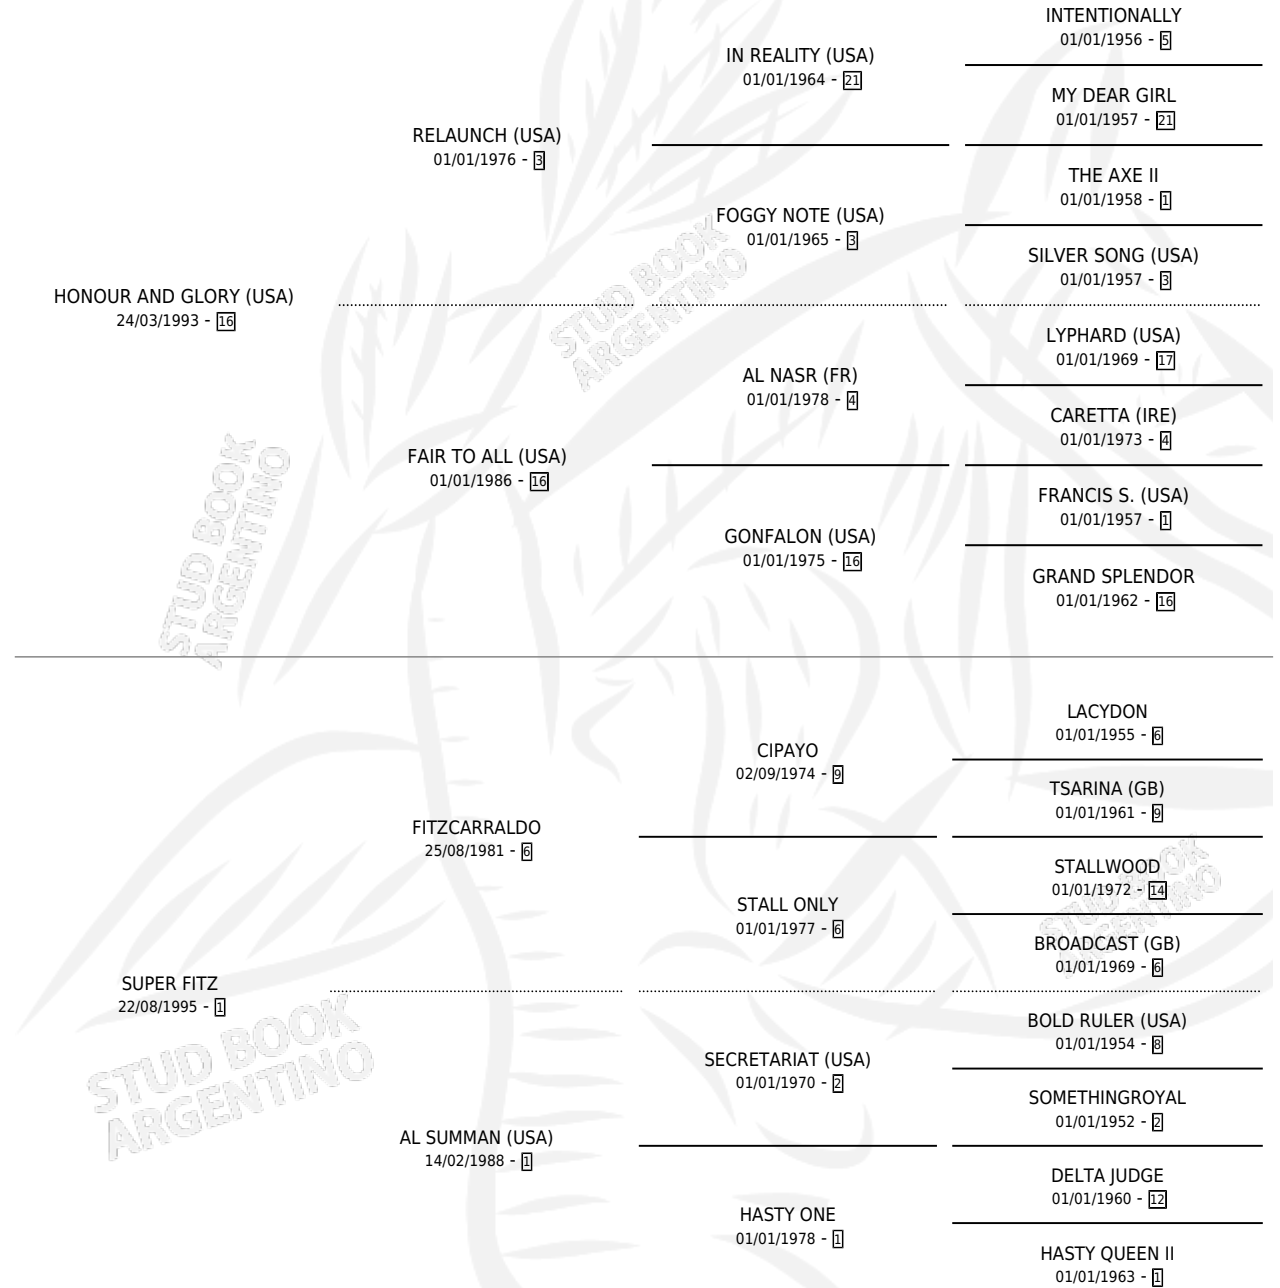 INTENTIONALLY
01/01/1956 - 5
IN REALITY (USA)
01/01/1964 - 21
MY DEAR GIRL
01/01/1957 - 21
RELAUNCH (USA)
01/01/1976 - 3
THE AXE II
01/01/1958 - 1
FOGGY NOTE (USA)
01/01/1965 - 3
SILVER SONG (USA)
01/01/1957 - 3
HONOUR AND GLORY (USA)
24/03/1993 - 16
LYPHARD (USA)
01/01/1969 - 17
AL NASR (FR)
01/01/1978 - 4
CARETTA (IRE)
01/01/1973 - 4
FAIR TO ALL (USA)
01/01/1986 - 16
FRANCIS S. (USA)
01/01/1957 - 1
GONFALON (USA)
01/01/1975 - 16
GRAND SPLENDOR
01/01/1962 - 16
LACYDON
01/01/1955 - 6
CIPAYO
02/09/1974 - 9
TSARINA (GB)
01/01/1961 - 9
FITZCARRALDO
25/08/1981 - 6
STALLWOOD
01/01/1972 - 14
STALL ONLY
01/01/1977 - 6
BROADCAST (GB)
01/01/1969 - 6
SUPER FITZ
22/08/1995 - 1
BOLD RULER (USA)
01/01/1954 - 8
SECRETARIAT (USA)
01/01/1970 - 2
SOMETHINGROYAL
01/01/1952 - 2
AL SUMMAN (USA)
14/02/1988 - 1
DELTA JUDGE
01/01/1960 - 12
HASTY ONE
01/01/1978 - 1
HASTY QUEEN II
01/01/1963 - 1
STUD BOOK
ARGENTINO
STUD BOOK
ARGENTINO
STUD BOOK
ARGENTINO
STUD BOOK
ARGENTINO